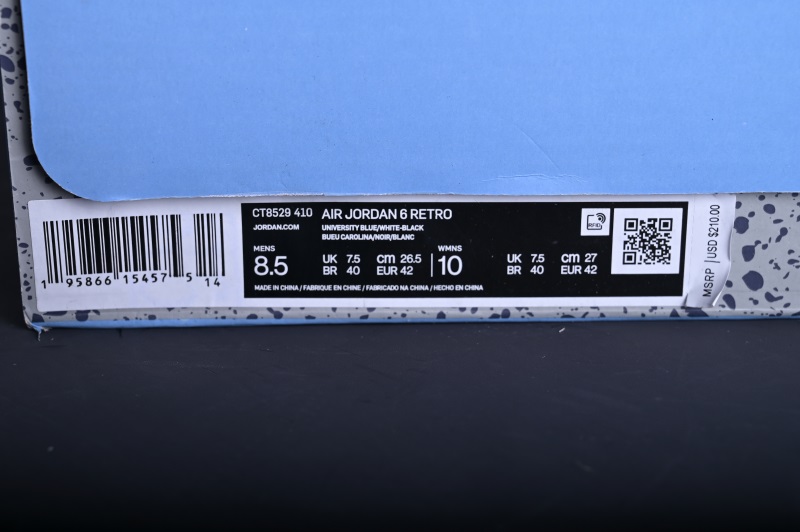 1 95866 15457 5 14
CT8529 410 AIR JORDAN 6 RETRO
JORDAN.COM UNIVERSITY BLUE/WHITE-BLACK
BUEU CAROLINA/NOIR/BLANC
RFID
MENS WMNS
8.5 UK 7.5 cm 26.5 10 UK 7.5 cm 27
BR 40 EUR 42 BR 40 EUR 42
MADE IN CHINA / FABRIQUE EN CHINE / FABRICADO NA CHINA / HECHO EN CHINA
MSRP |USD $210.00